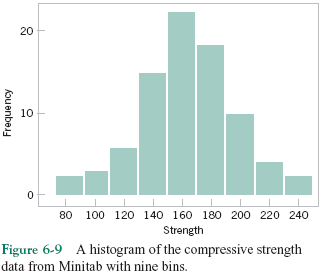 20
10
0
Frequency
80 100 120 140 160 180 200 220 240
Strength
Figure 6-9 A histogram of the compressive strength
data from Minitab with nine bins.